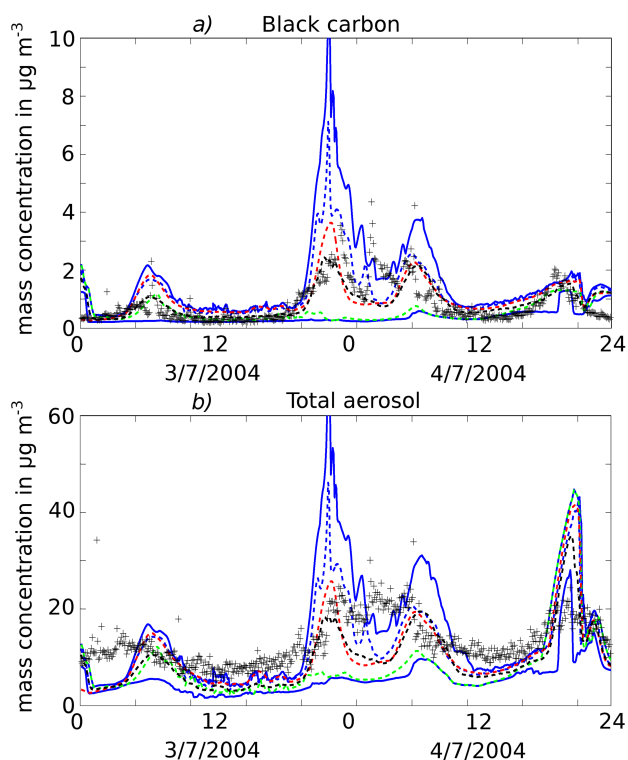 a) Black carbon
mass concentration in µg m-3
10
8
6
4
2
0
0 12 0 12 24
3/7/2004 4/7/2004
b) Total aerosol
mass concentration in µg m-3
60
40
20
0
0 12 0 12 24
3/7/2004 4/7/2004